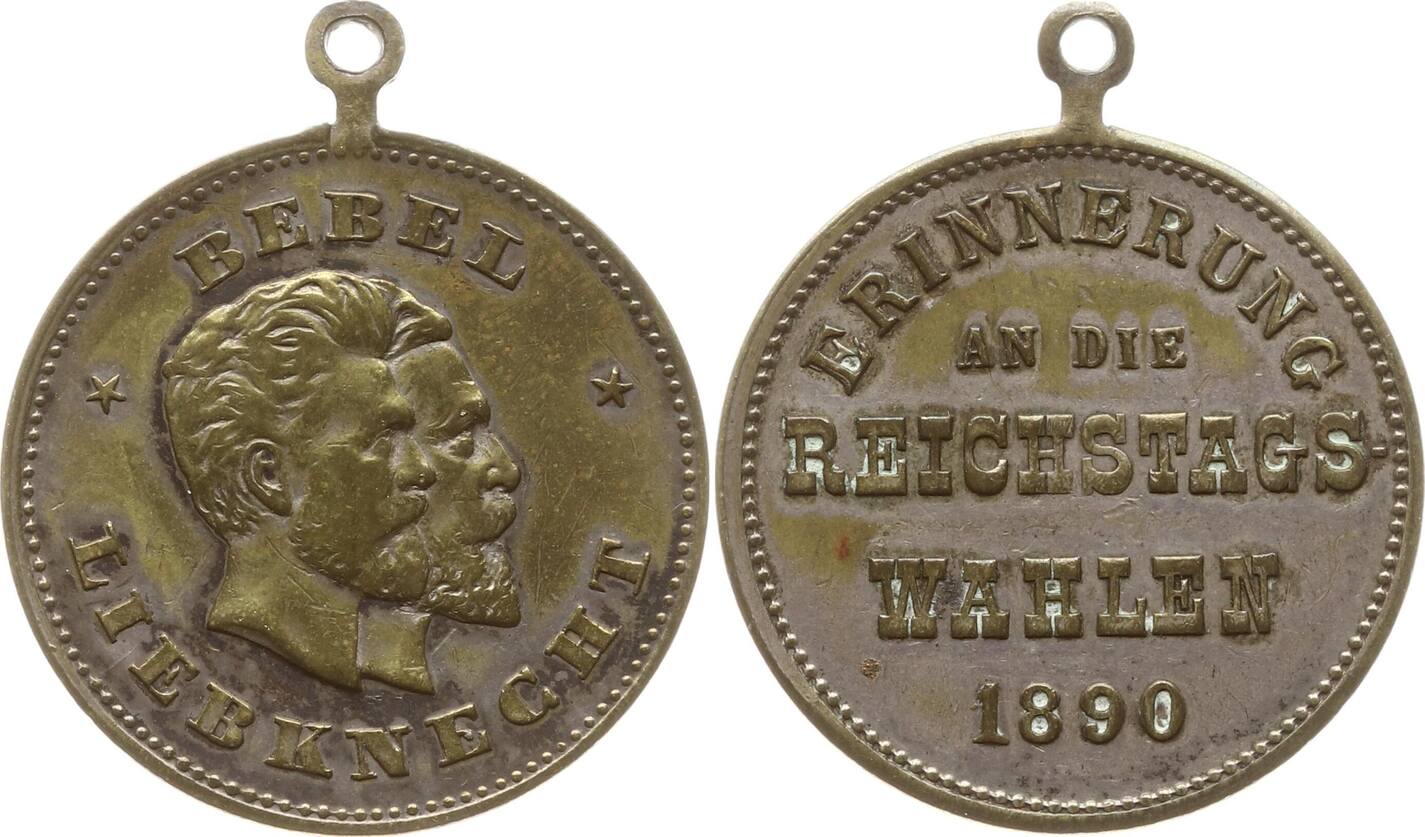 BEBEL
LIEBKNECHT
ERINNERUNG
AN DIE
REICHSTAGS-
WAHLEN
1890